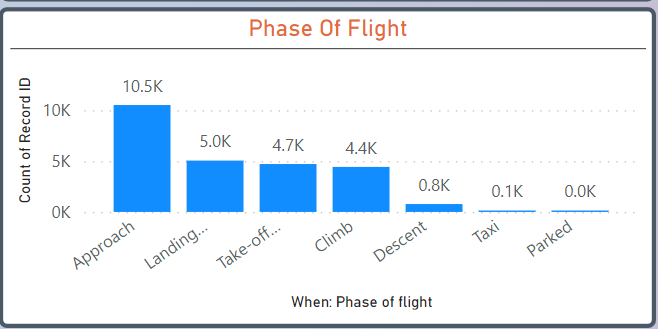 Phase Of Flight
Count of Record ID
10K
5K
0K
10.5K
5.0K
4.7K
4.4K
0.8K
0.1K
0.0K
Approach
Landing...
Take-off...
Climb
Descent
Taxi
Parked
When: Phase of flight